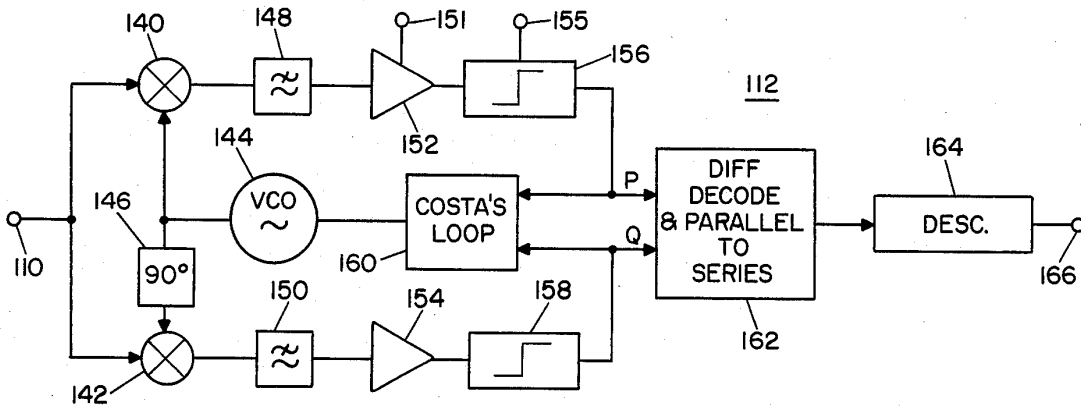 140
148
151
155
156
112
152
144
VCO
~
146
90°
110
COSTA'S
LOOP
160
P
Q
DIFF
DECODE
& PARALLEL
TO
SERIES
162
164
DESC.
166
150
154
158
142